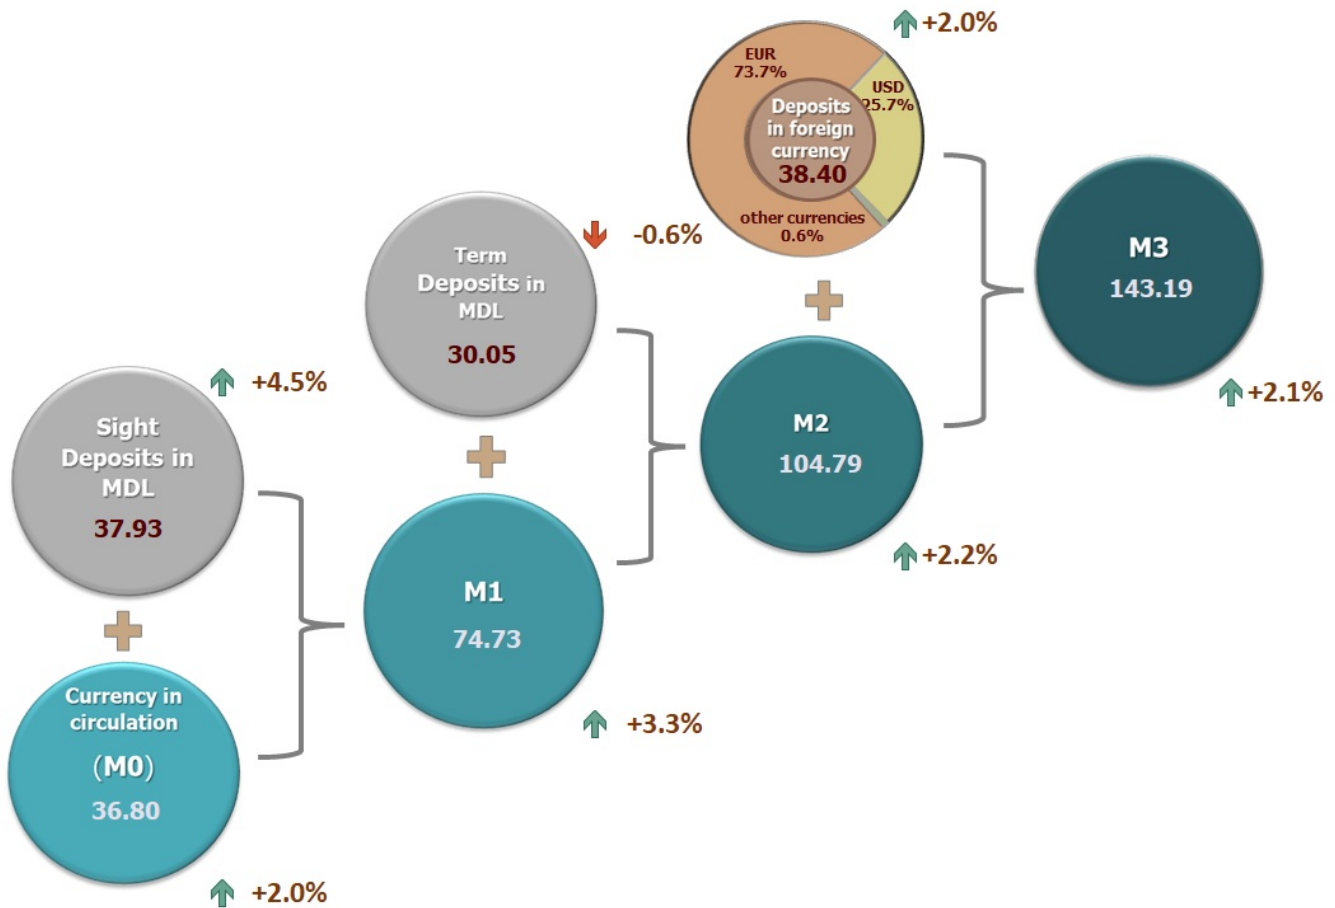 +2.0%
EUR
73.7%
USD
25.7%
Deposits
in foreign
currency
38.40
other currencies
0.6%
M3
143.19
+2.1%
-0.6%
Term
Deposits in
MDL
30.05
M2
104.79
+2.2%
+4.5%
Sight
Deposits in
MDL
37.93
M1
74.73
+3.3%
Currency in
circulation
(M0)
36.80
+2.0%